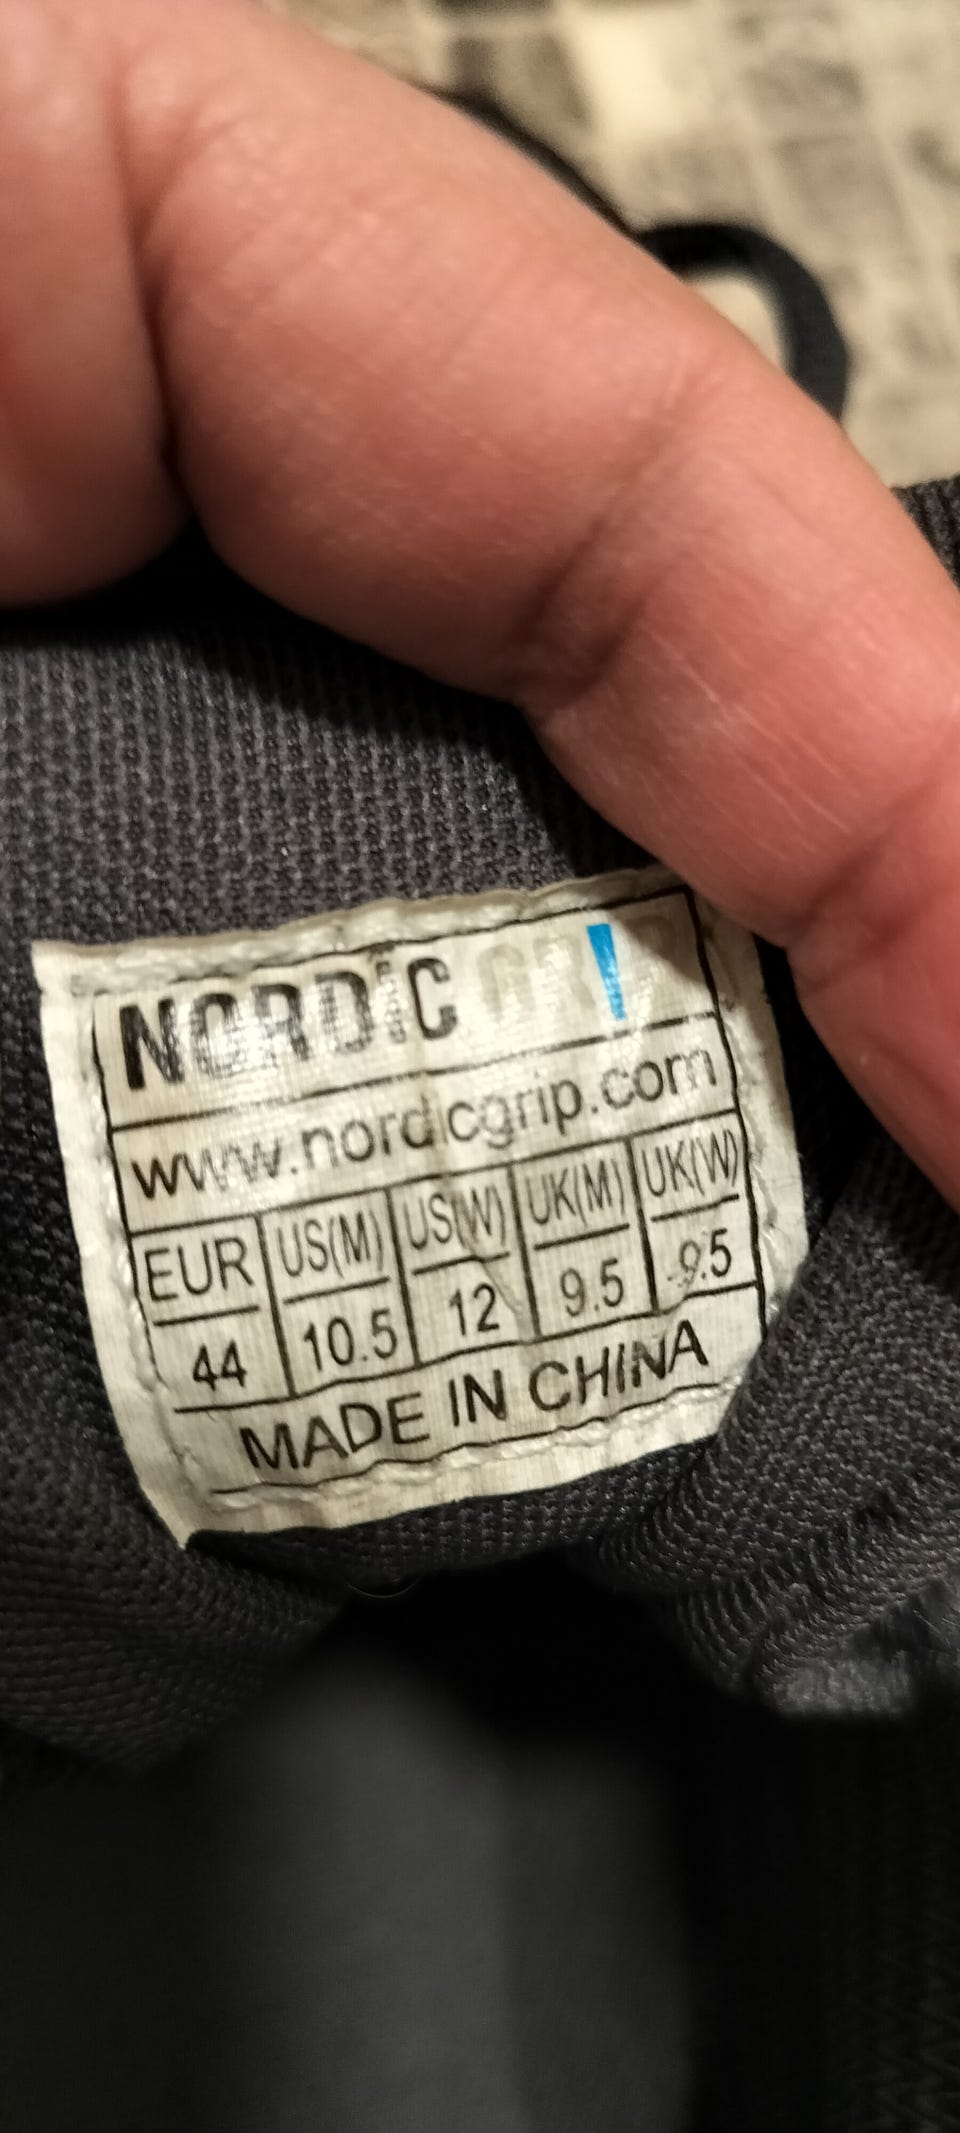 NORDIC GRIP
www.nordicgrip.com
EUR US(M) US(W) UK(M) UK(W)
44 10.5 12 9.5 9.5
MADE IN CHINA